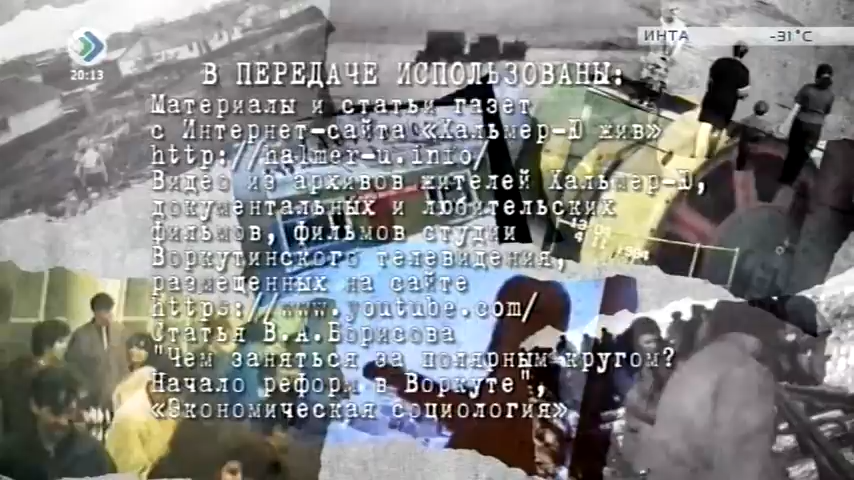 ИНТА -31°C
20:13
В ПЕРЕДАЧЕ ИСПОЛЬЗОВАНЫ:
Материалы и статьи газет
с Интернет-сайта «Хальмер-Ю жив»
http://halmer-u.info/
Видео из архивов жителей Хальмер-Ю,
документальных и любительских
фильмов, фильмов студии
Воркутинского телевидения,
размещенных на сайте
https://www.youtube.com/
Статья В.А.Борисова
"Чем заняться за полярным кругом?
Начало реформ в Воркуте",
«Экономическая социология»